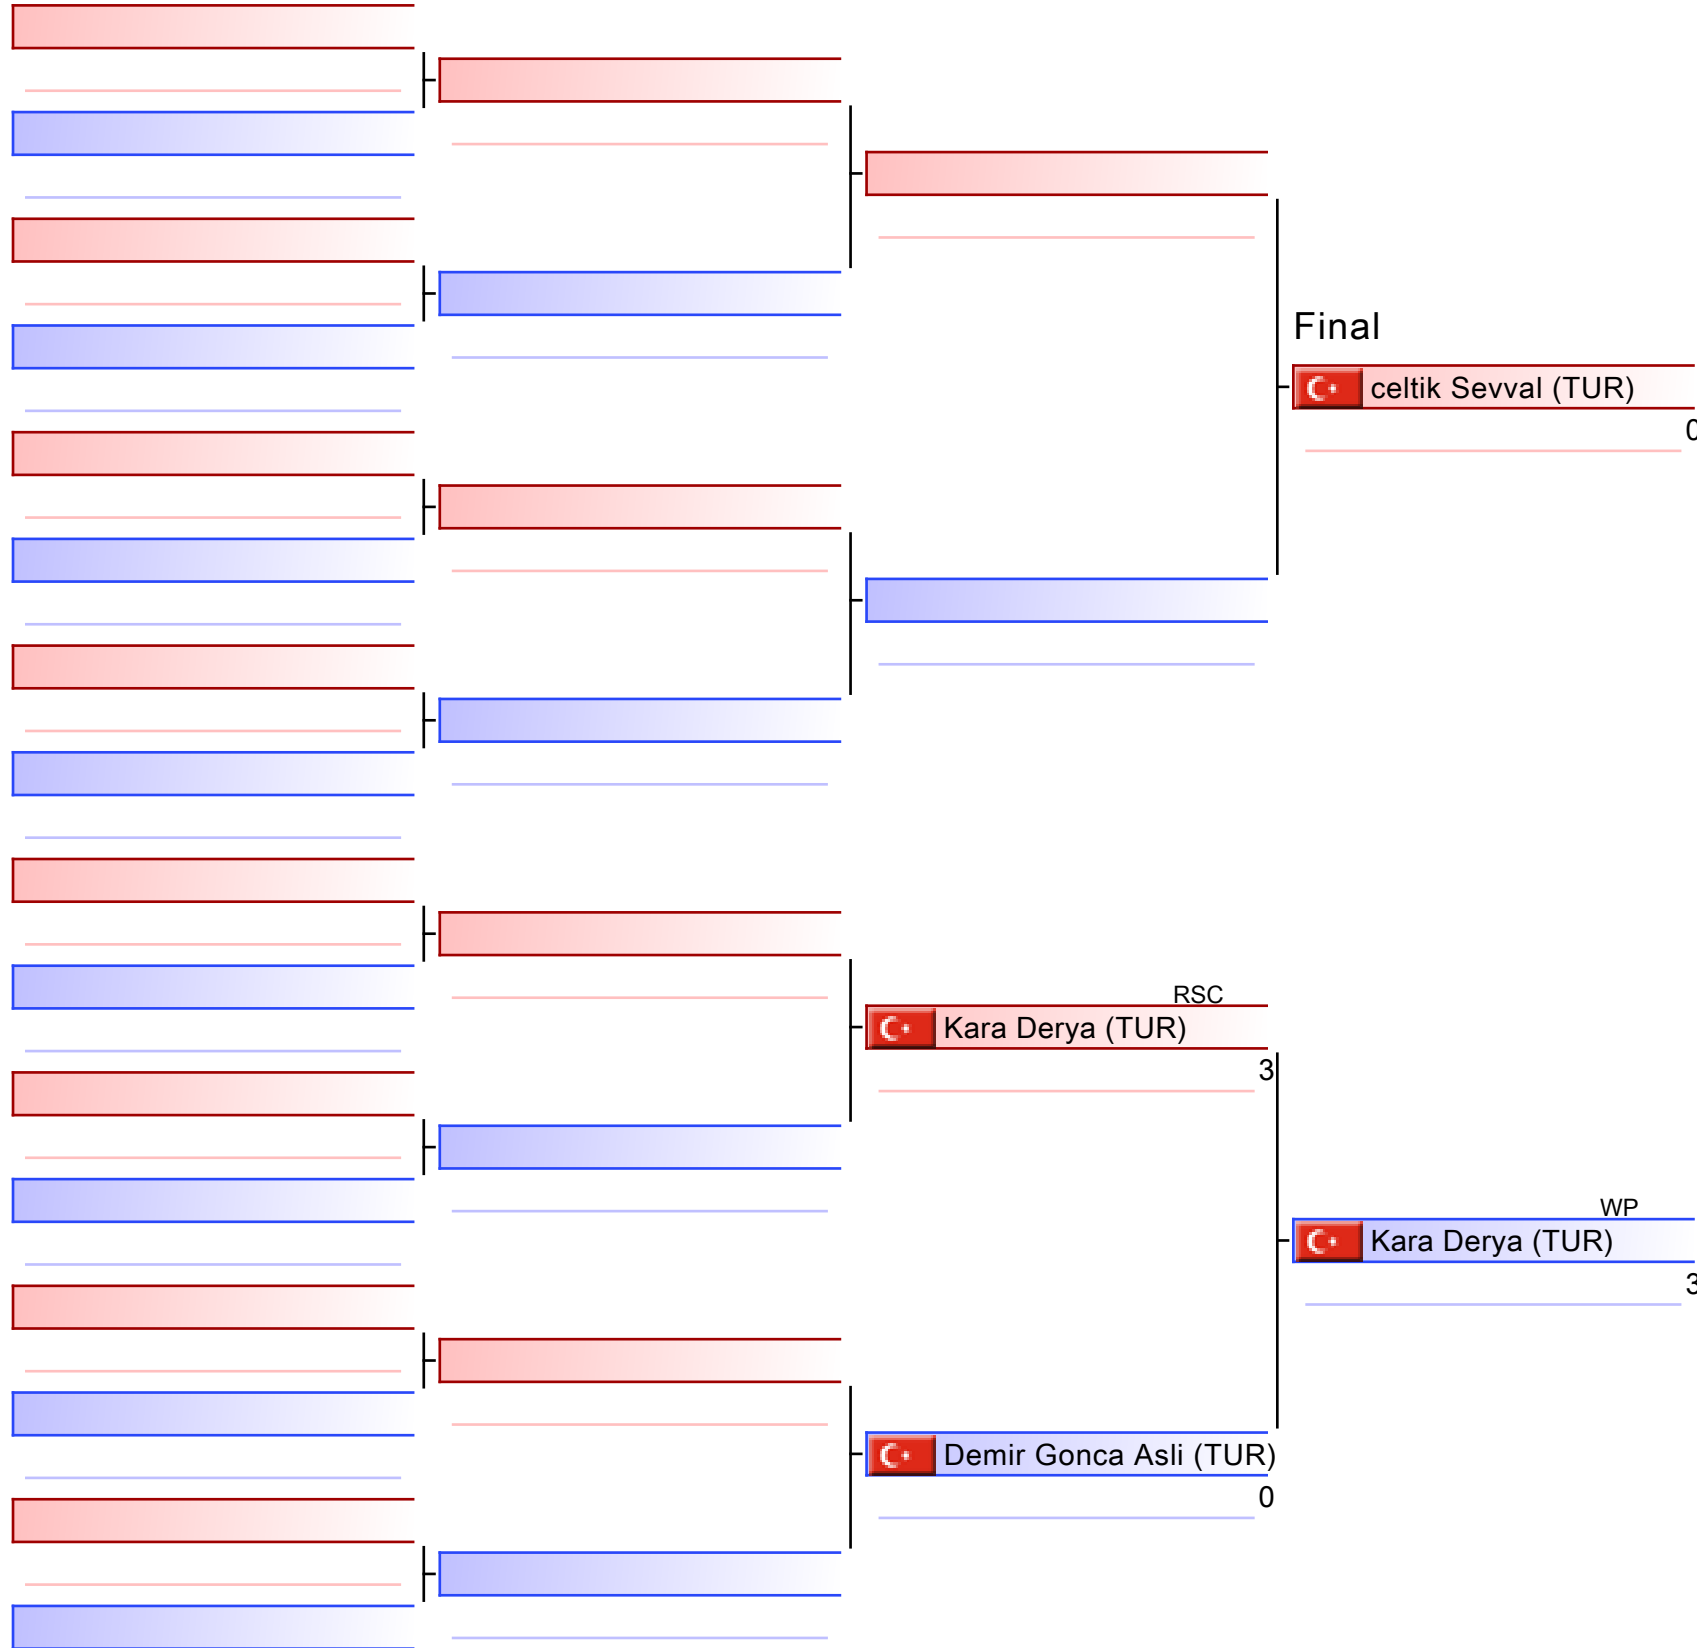 Final
celtik Sevval (TUR)
0
RSC
Kara Derya (TUR)
3
WP
Kara Derya (TUR)
3
Demir Gonca Asli (TUR)
0